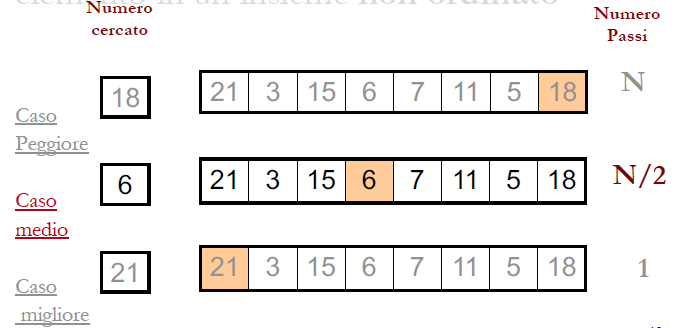 elemento in un insieme non ordinato
Numero
cercato
Numero
Passi
18
21 3 15 6 7 11 5 18
N
Caso
Peggiore
6
21 3 15 6 7 11 5 18
N/2
Caso
medio
21
21 3 15 6 7 11 5 18
1
Caso
migliore